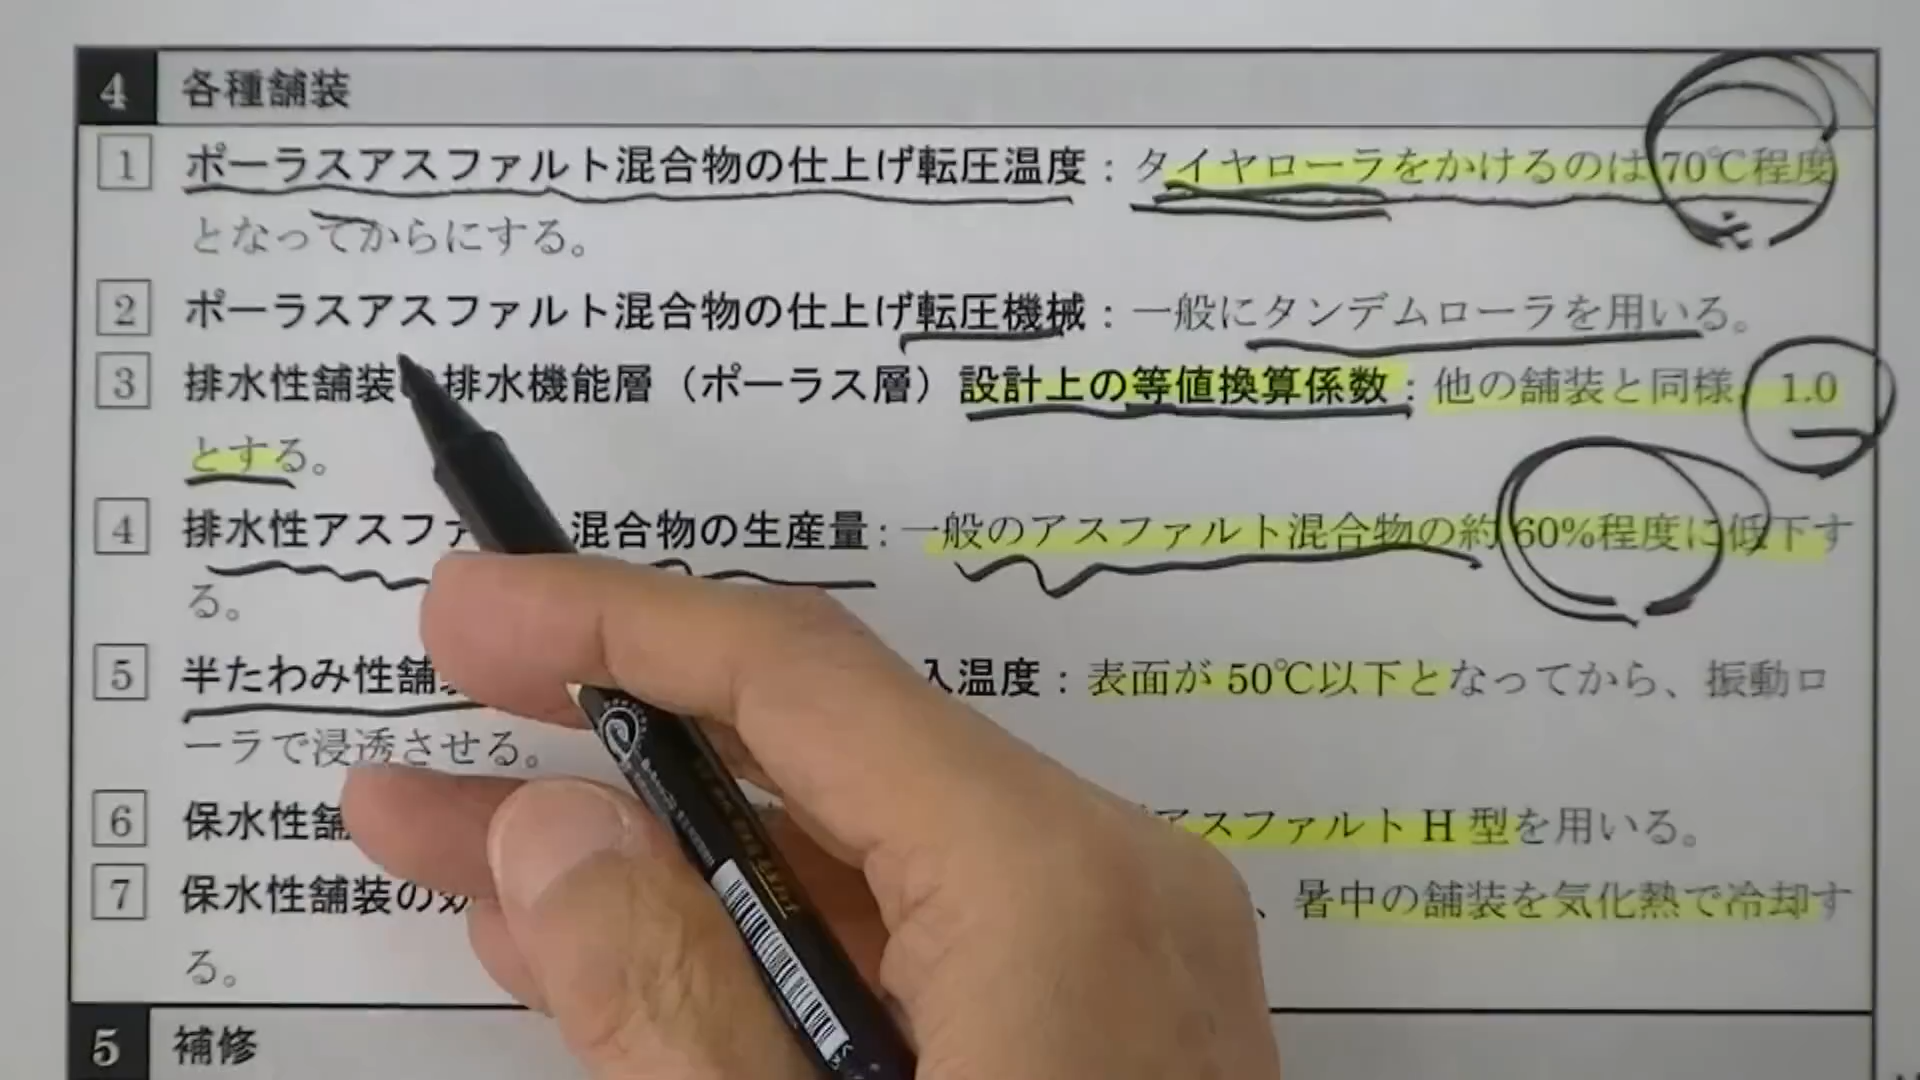 4 各種舗装
1 ポーラスアスファルト混合物の仕上げ転圧温度：タイヤローラをかけるのは70℃程度
となってからにする。
2 ポーラスアスファルト混合物の仕上げ転圧機械：一般にタンデムローラを用いる。
3 排水性舗装 排水機能層（ポーラス層）設計上の等値換算係数：他の舗装と同様、1.0
とする。
4 排水性アスファ 混合物の生産量：一般のアスファルト混合物の約60%程度に低下す
る。
5 半たわみ性舗 入温度：表面が50℃以下となってから、振動ロ
ーラで浸透させる。
6 保水性舗 アスファルトH型を用いる。
7 保水性舗装の効 、暑中の舗装を気化熱で冷却す
る。
5 補修